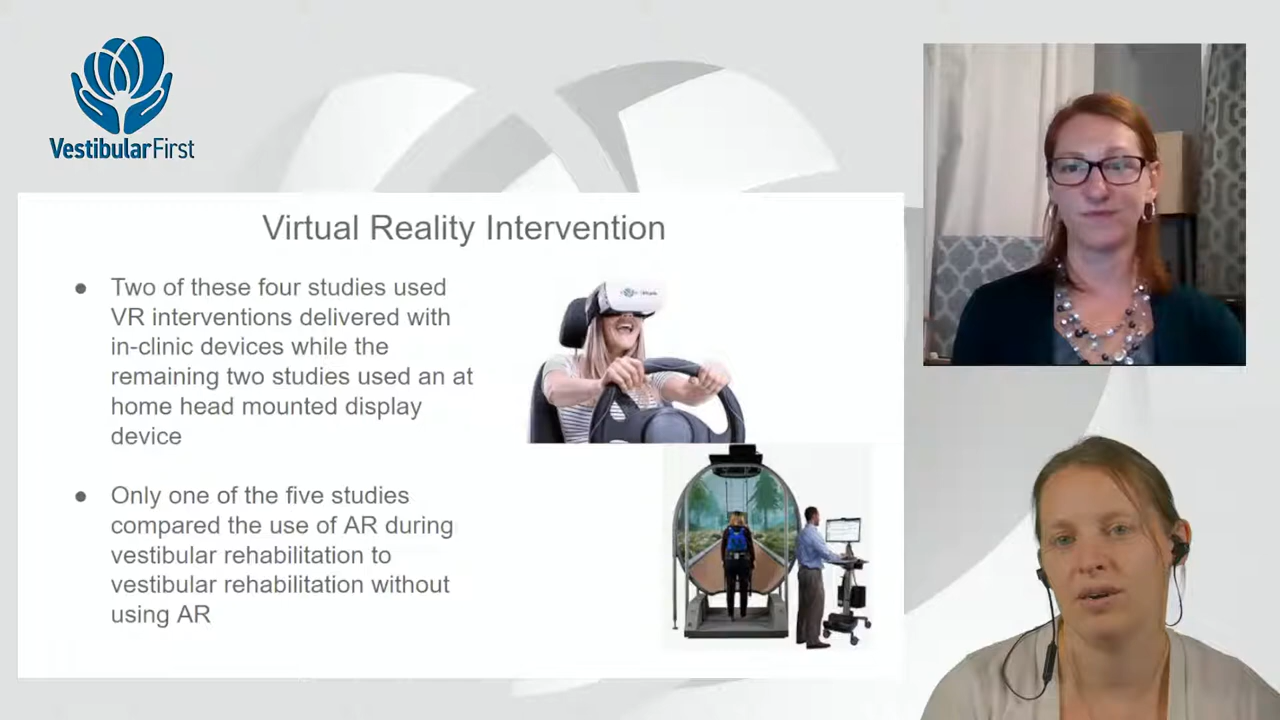 VestibularFirst
Virtual Reality Intervention
● Two of these four studies used
VR interventions delivered with
in-clinic devices while the
remaining two studies used an at
home head mounted display
device
● Only one of the five studies
compared the use of AR during
vestibular rehabilitation to
vestibular rehabilitation without
using AR